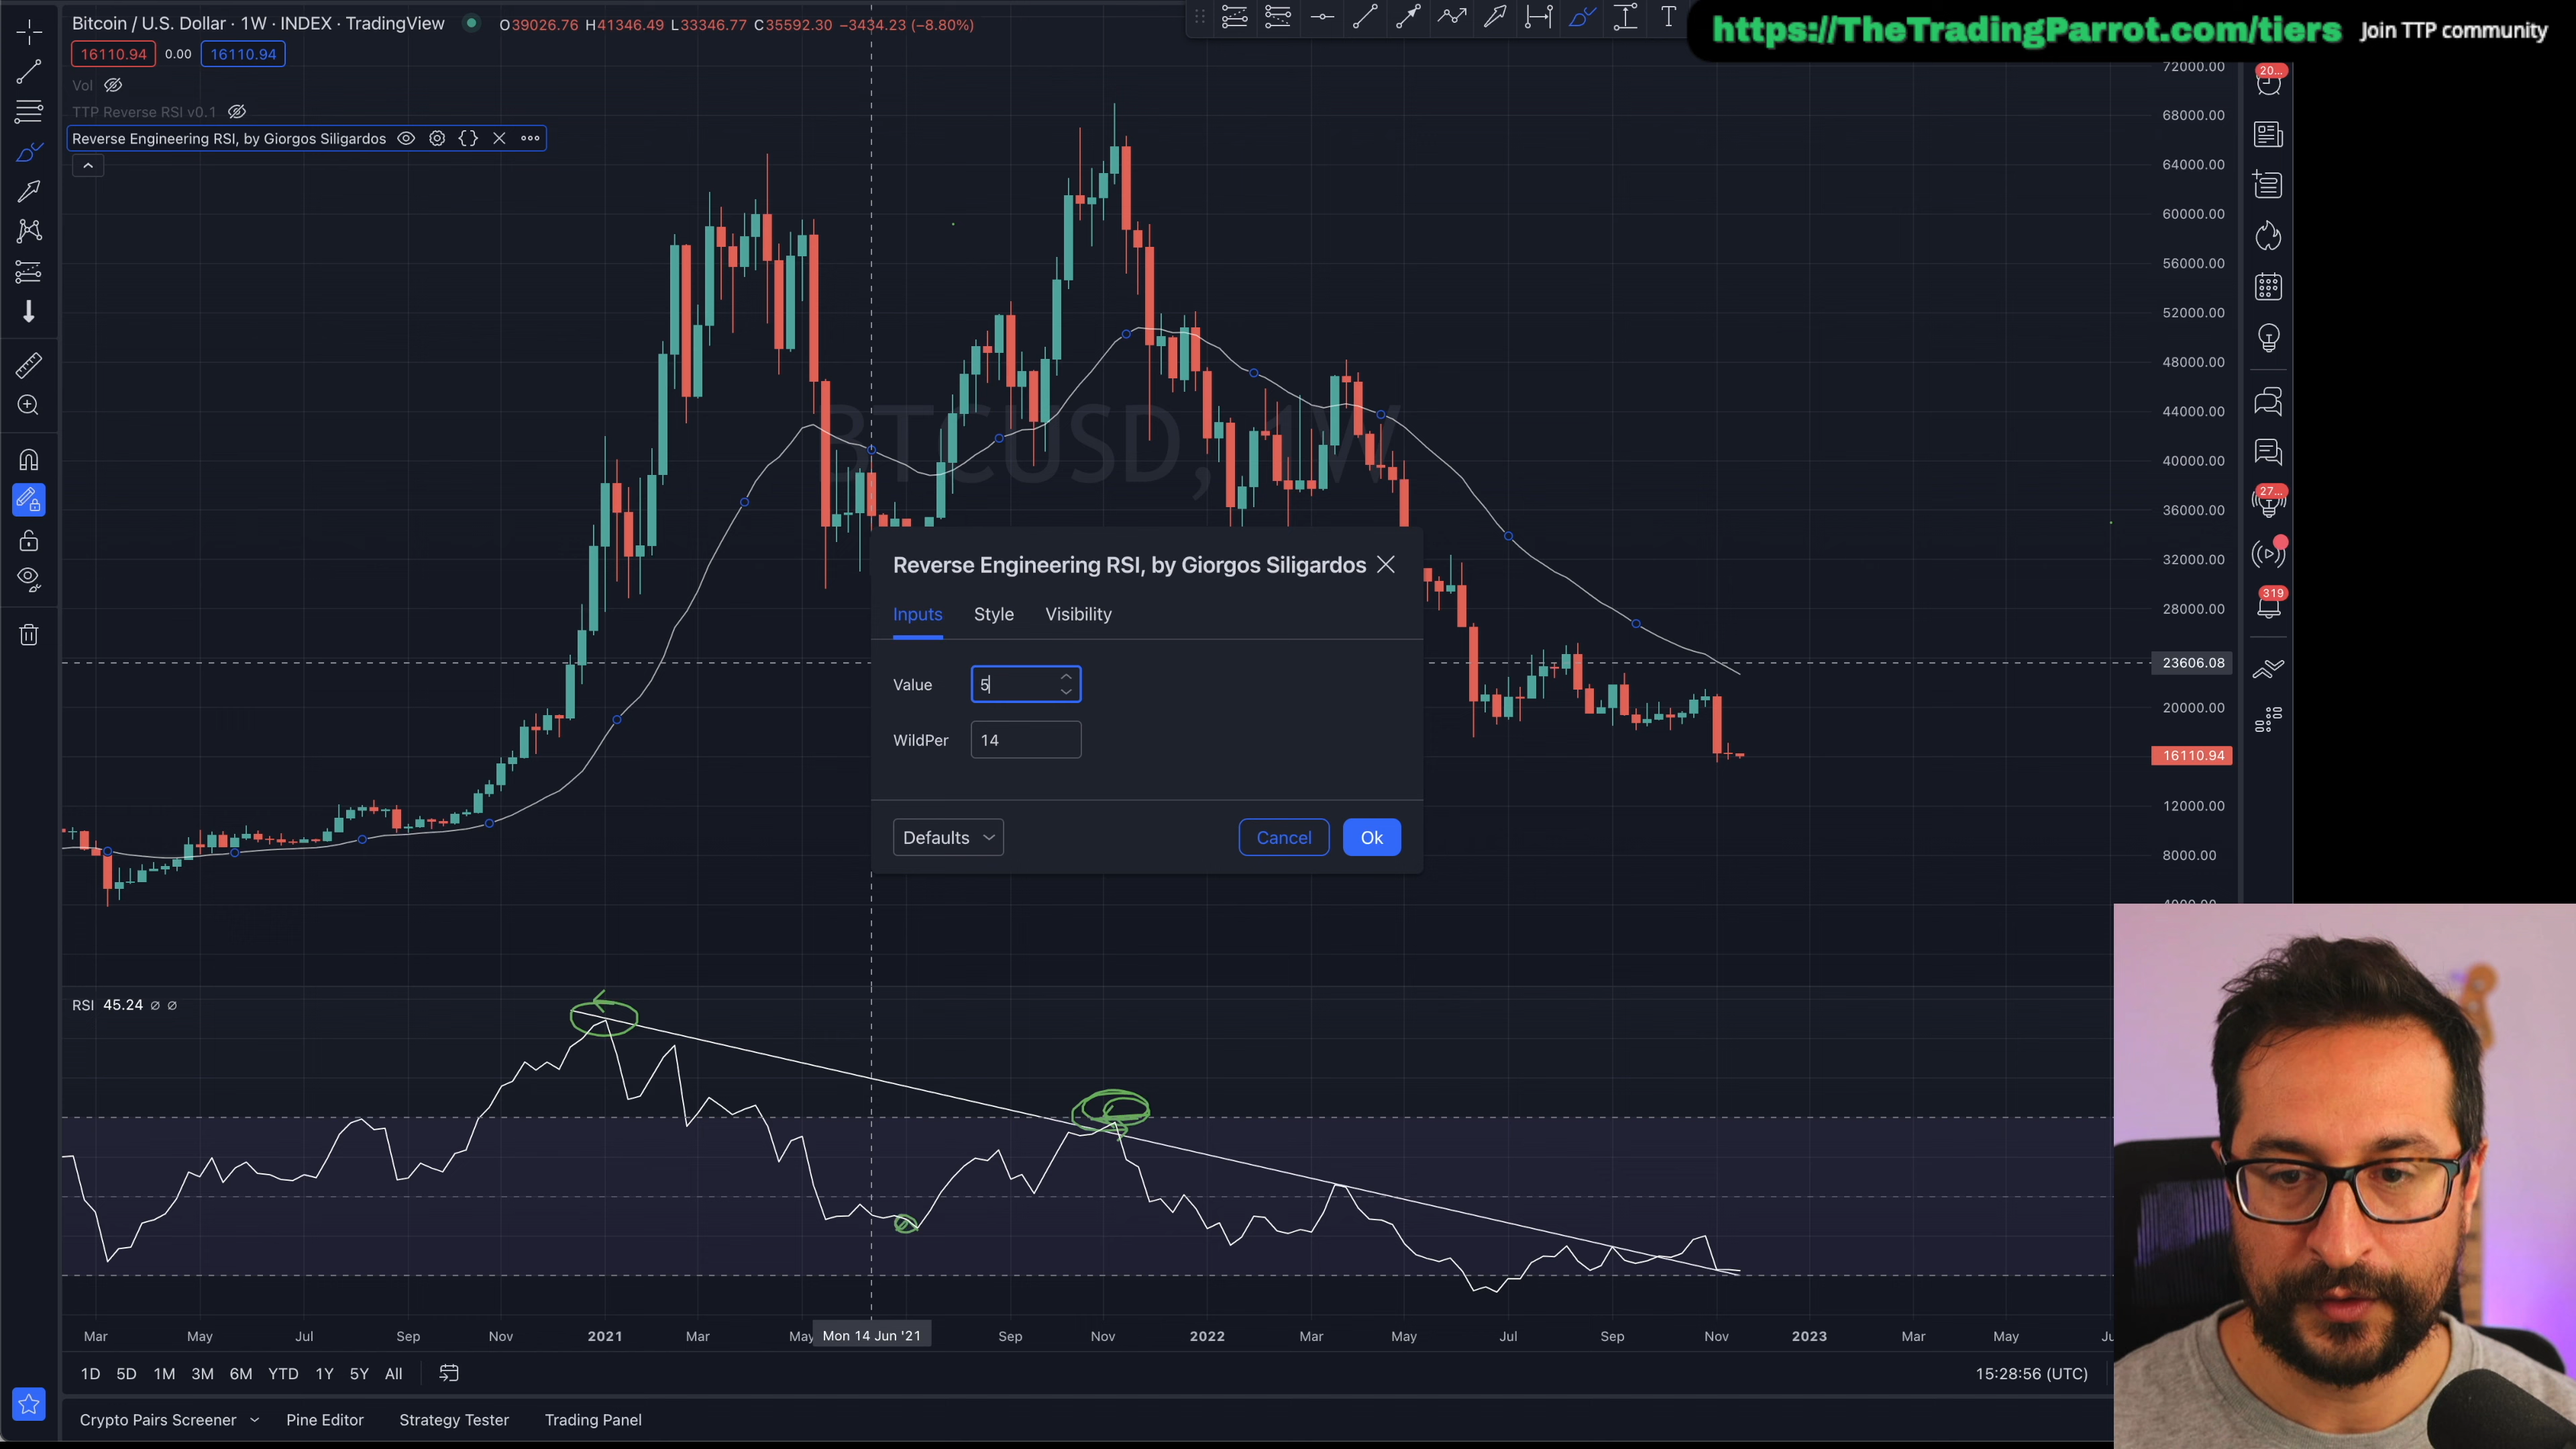 Bitcoin / U.S. Dollar · 1W · INDEX · TradingView O39026.76 H41346.49 L33346.77 C35592.30 −3434.23 (−8.80%)
https://TheTradingParrot.com/tiers Join TTP community
16110.94 0.00 16110.94
Vol
TTP Reverse RSI v0.1
Reverse Engineering RSI, by Giorgos Siligardos
BTCUSD, 1W
72000.00
68000.00
64000.00
60000.00
56000.00
52000.00
48000.00
44000.00
40000.00
36000.00
32000.00
28000.00
23606.08
20000.00
16110.94
12000.00
8000.00
4000.00
20...
27...
319
Reverse Engineering RSI, by Giorgos Siligardos
Inputs Style Visibility
Value 5
WildPer 14
Defaults Cancel Ok
RSI 45.24 ∅ ∅
Mar May Jul Sep Nov 2021 Mar May Mon 14 Jun '21 Sep Nov 2022 Mar May Jul Sep Nov 2023 Mar May
1D 5D 1M 3M 6M YTD 1Y 5Y All 15:28:56 (UTC)
Crypto Pairs Screener Pine Editor Strategy Tester Trading Panel